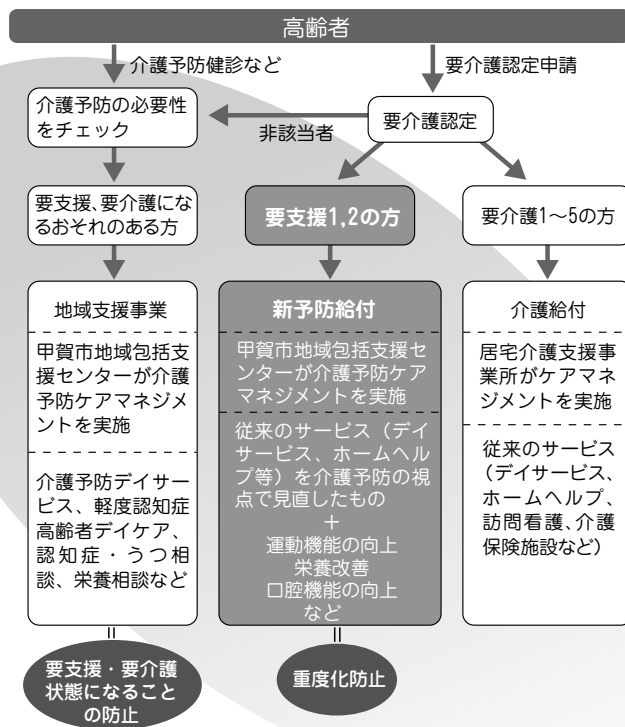 高齢者
介護予防健診など
要介護認定申請
介護予防の必要性
をチェック
非該当者
要介護認定
要支援、要介護にな
るおそれのある方
要支援1,2の方
要介護1～5の方
地域支援事業
甲賀市地域包括支
援センターが介護
予防ケアマネジメ
ントを実施
介護予防デイサー
ビス、軽度認知症
高齢者デイケア、
認知症・うつ相
談、栄養相談など
新予防給付
甲賀市地域包括支援セ
ンターが介護予防ケア
マネジメントを実施
従来のサービス（デイ
サービス、ホームヘル
プ等）を介護予防の視
点で見直したもの
＋
運動機能の向上
栄養改善
口腔機能の向上
など
介護給付
居宅介護支援事
業所がケアマネ
ジメントを実施
従来のサービス
（デイサービス、
ホームヘルプ、
訪問看護、介護
保険施設など）
要支援・要介護
状態になること
の防止
重度化防止